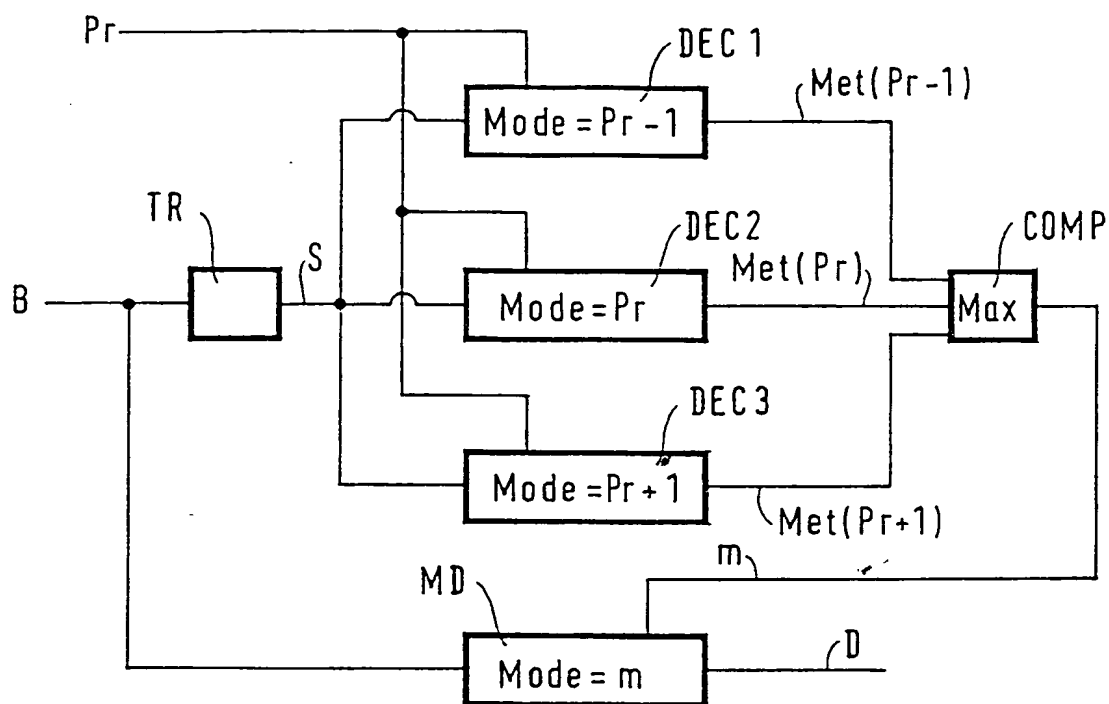 Pr
DEC 1
Met(Pr-1)
Mode = Pr-1
TR
S
DEC2
COMP
Met(Pr)
B
Mode = Pr
Max
DEC 3
Mode = Pr+1
Met(Pr+1)
m
MD
D
Mode = m